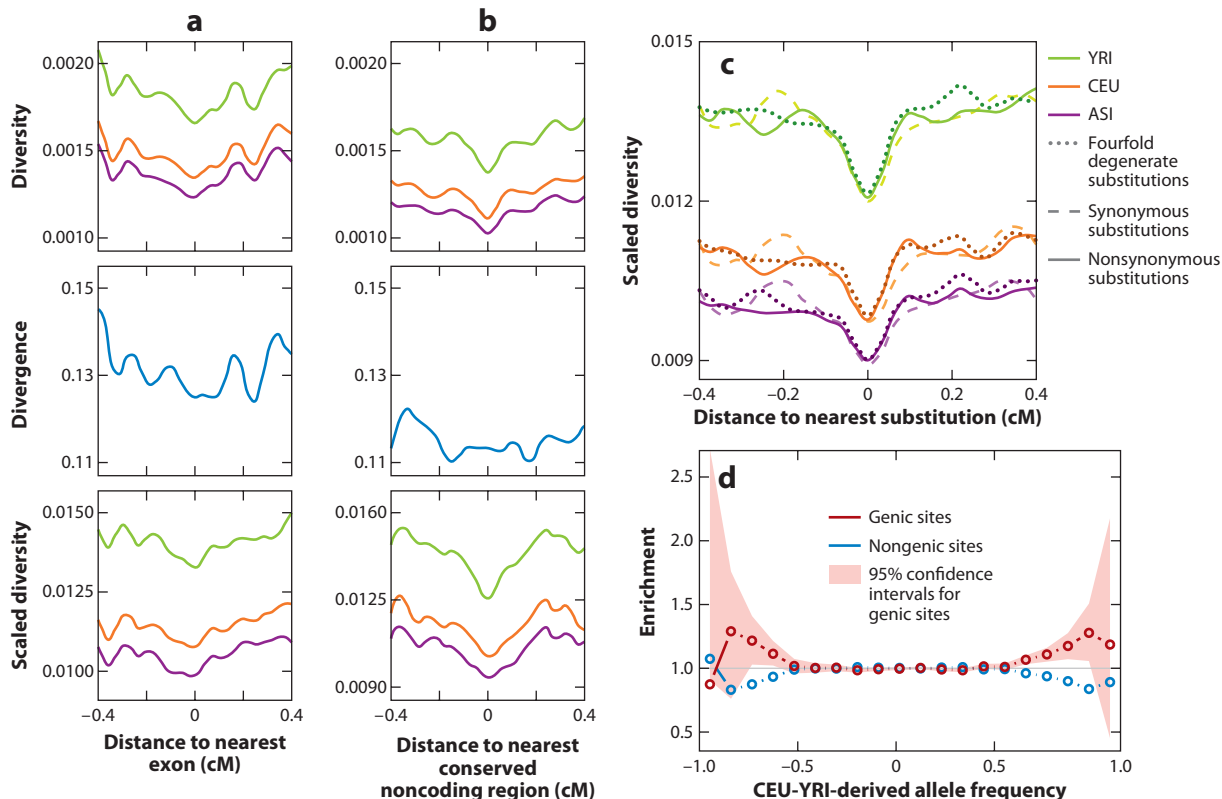 a
Diversity
0.0020
0.0015
0.0010
Divergence
0.15
0.13
0.11
Scaled diversity
0.0150
0.0125
0.0100
−0.4
0
0.4
Distance to nearest
exon (cM)
b
0.0020
0.0015
0.0010
0.15
0.13
0.11
0.0160
0.0125
0.0090
−0.4
0
0.4
Distance to nearest
conserved
noncoding region (cM)
c
Scaled diversity
0.015
0.012
0.009
−0.4
−0.2
0
0.2
0.4
Distance to nearest substitution (cM)
YRI
CEU
ASI
Fourfold
degenerate
substitutions
Synonymous
substitutions
Nonsynonymous
substitutions
d
Enrichment
2.5
2.0
1.5
1.0
0.5
Genic sites
Nongenic sites
95% confidence
intervals for
genic sites
−1.0
−0.5
0
0.5
1.0
CEU-YRI-derived allele frequency